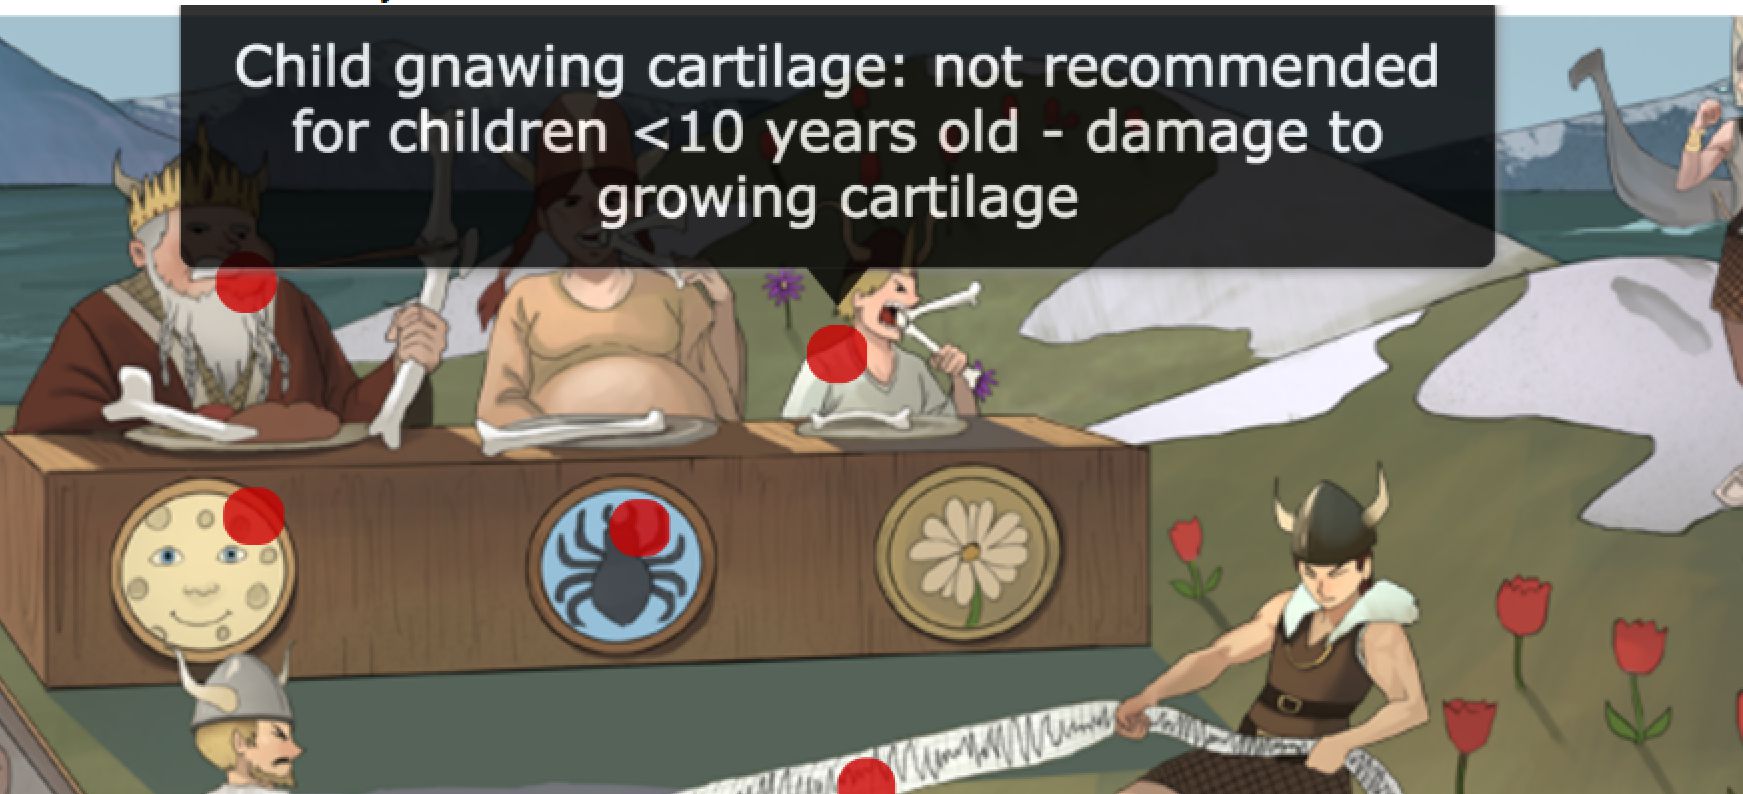 Child gnawing cartilage: not recommended
for children <10 years old - damage to
growing cartilage